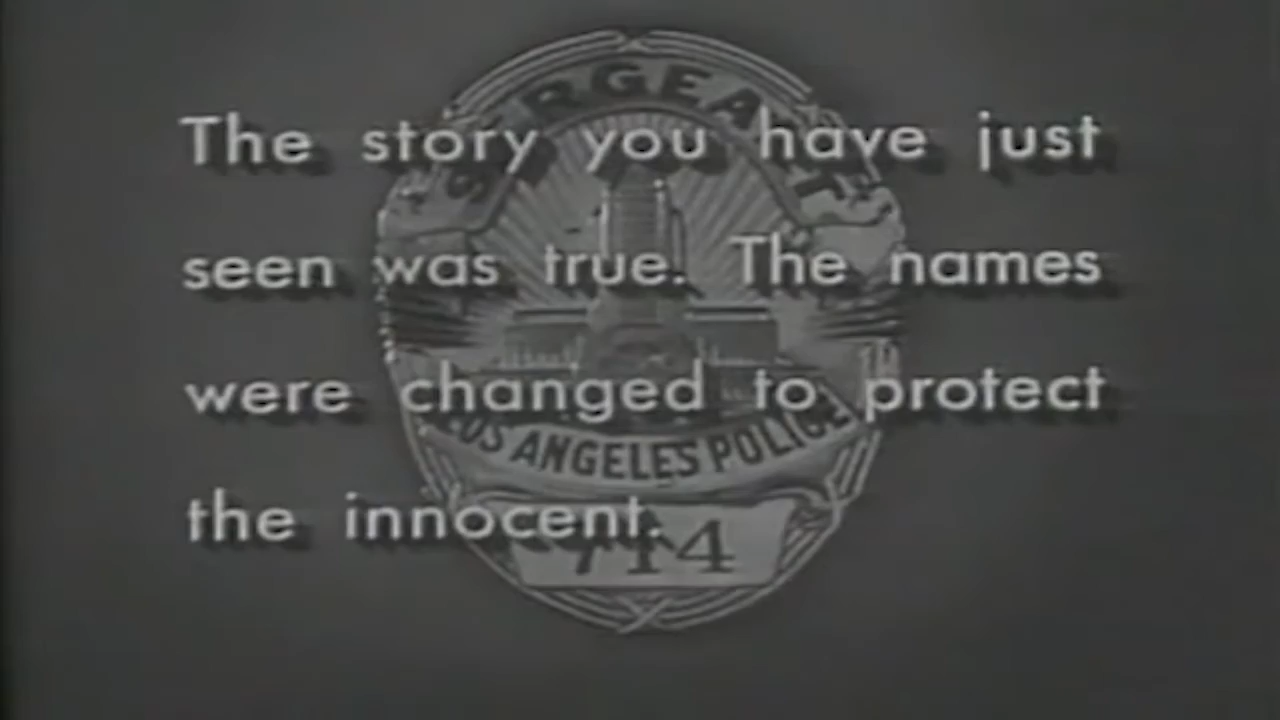 The story you have just
seen was true. The names
were changed to protect
the innocent.
SERGEANT
LOS ANGELES POLICE
714